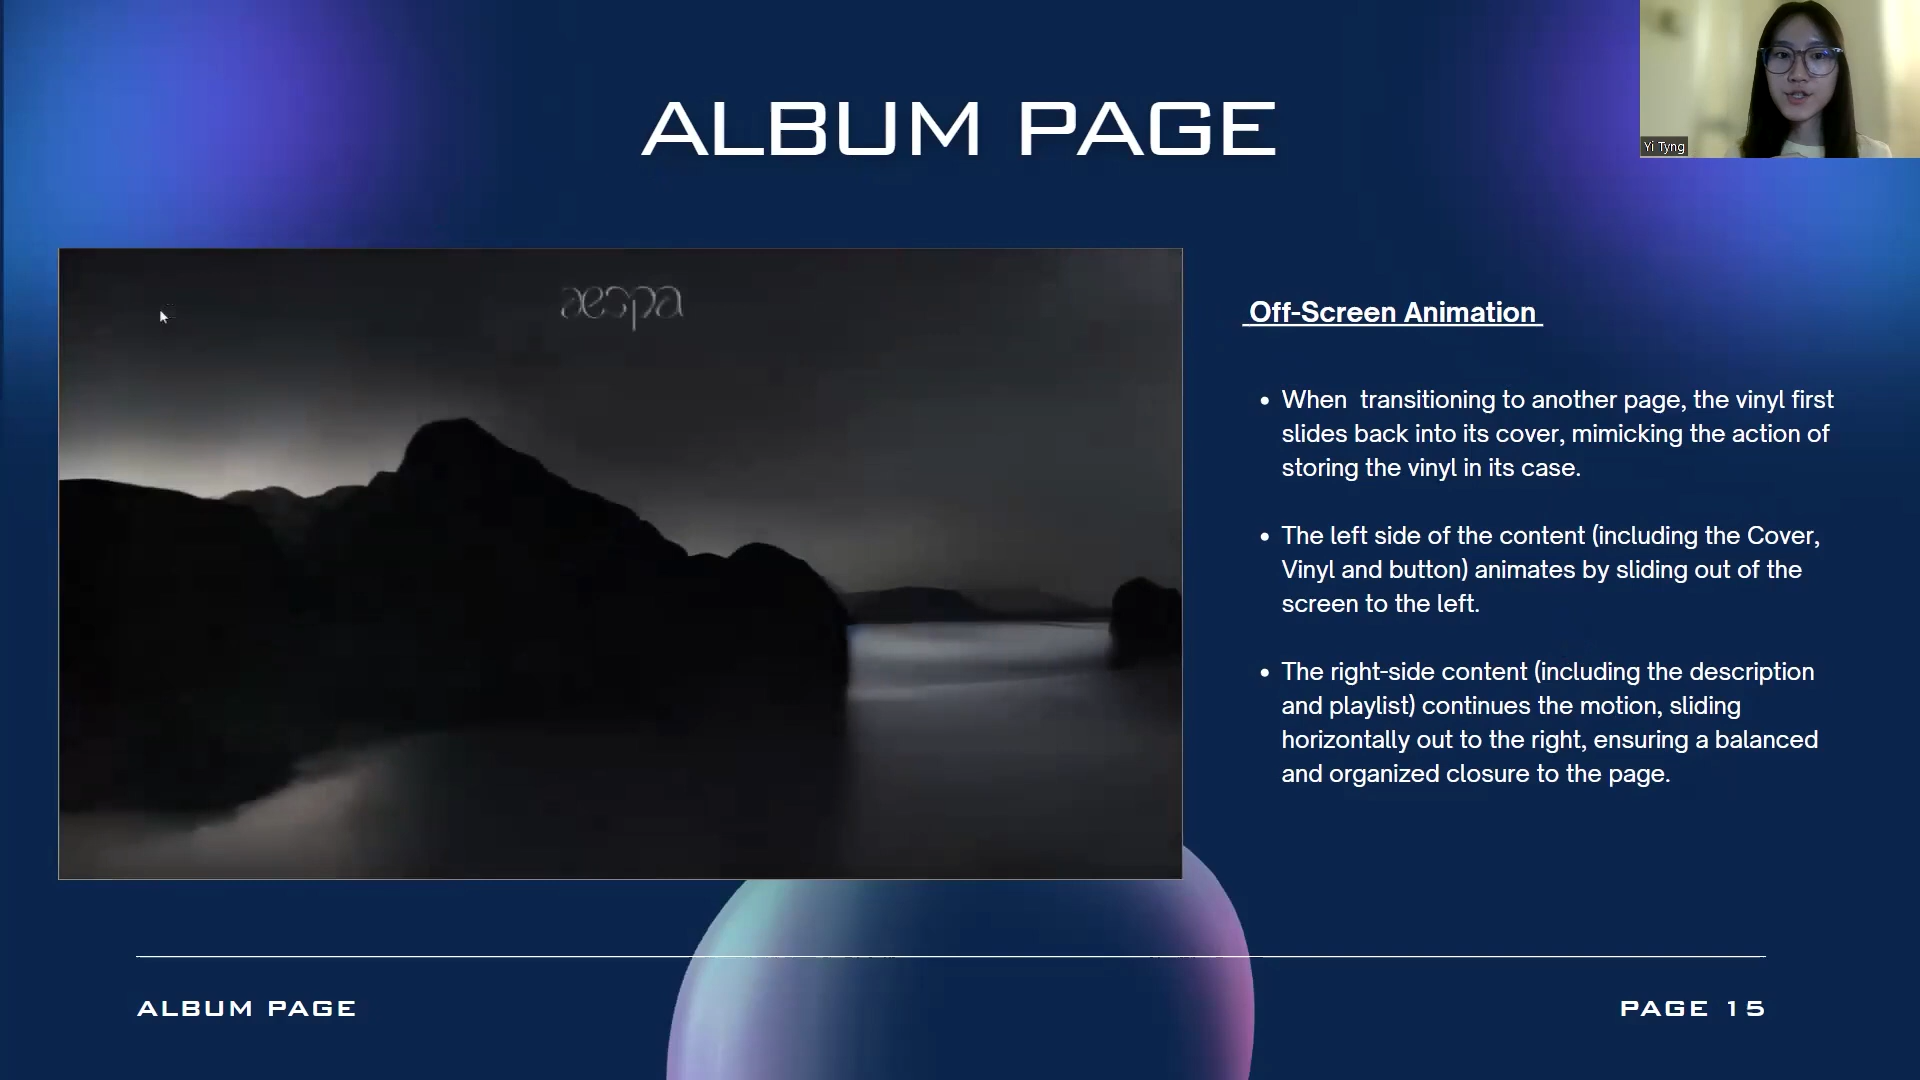 ALBUM PAGE
Yi Tyng
aespa
Off-Screen Animation
• When  transitioning to another page, the vinyl first
slides back into its cover, mimicking the action of
storing the vinyl in its case.
• The left side of the content (including the Cover,
Vinyl and button) animates by sliding out of the
screen to the left.
• The right-side content (including the description
and playlist) continues the motion, sliding
horizontally out to the right, ensuring a balanced
and organized closure to the page.
ALBUM PAGE
PAGE 15